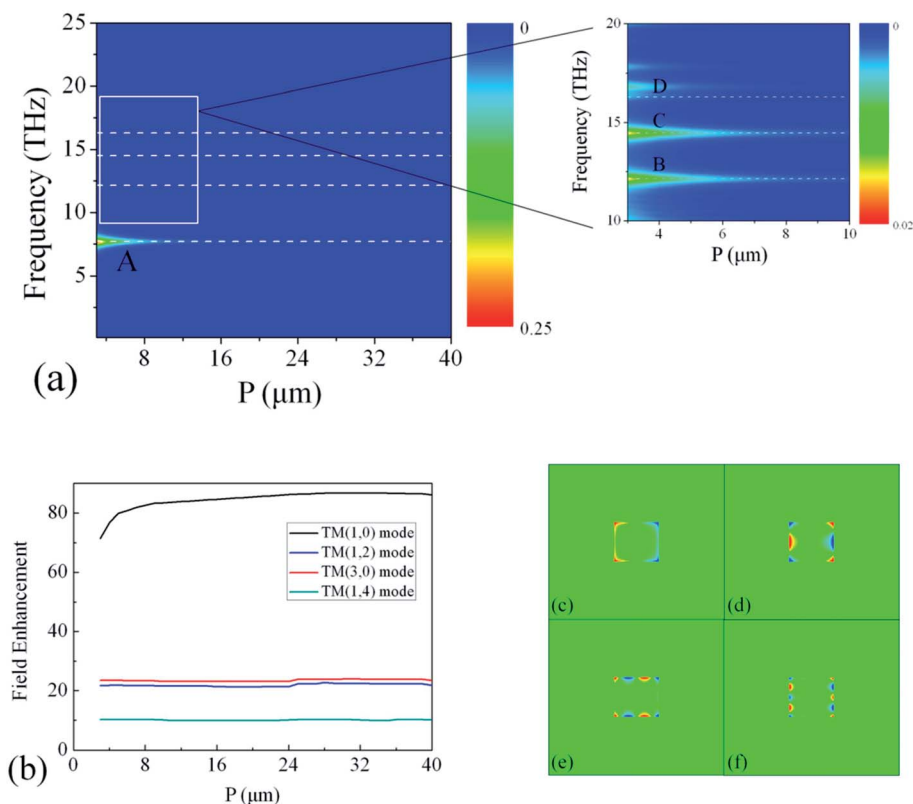 25
20
15
10
5
Frequency (THz)
A
8
16
24
32
40
P (μm)
(a)
0
0.25
20
15
10
Frequency (THz)
D
C
B
4
6
8
10
P (μm)
0
0.02
80
60
40
20
0
Field Enhancement
TM(1,0) mode
TM(1,2) mode
TM(3,0) mode
TM(1,4) mode
0
8
16
24
32
40
P (μm)
(b)
(c)
(d)
(e)
(f)